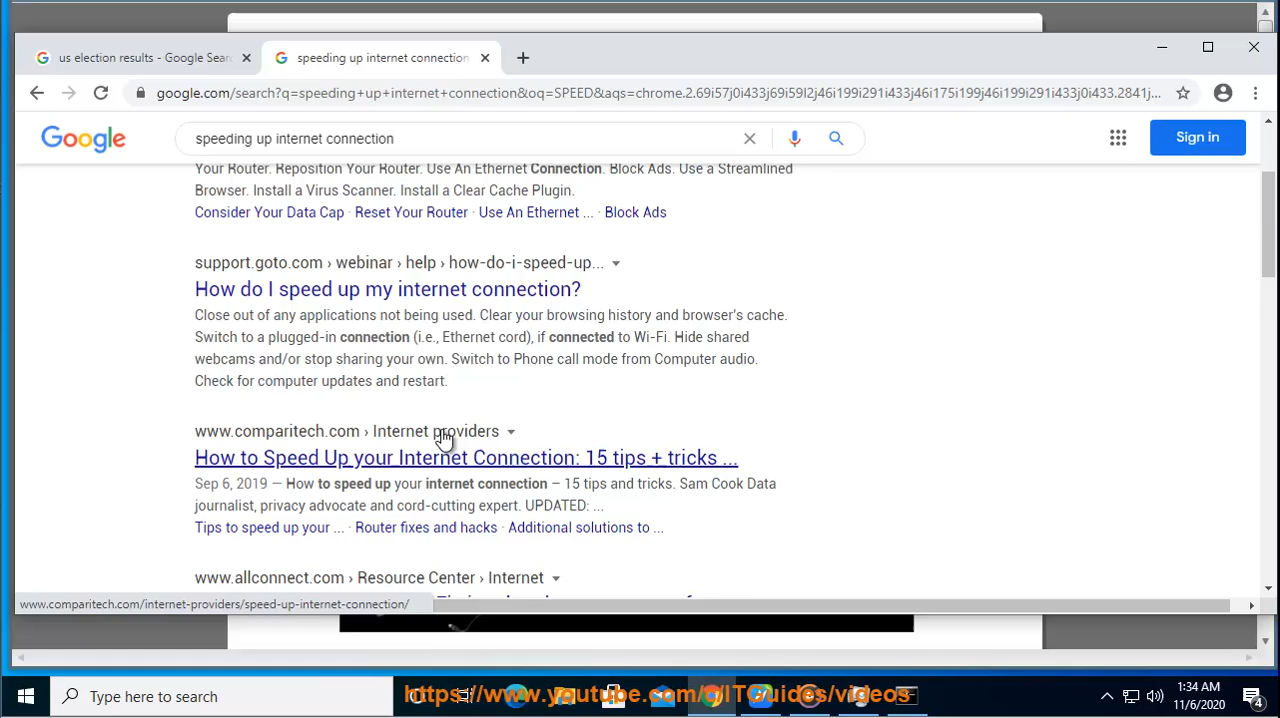 us election results - Google Sear
speeding up internet connection
google.com/search?q=speeding+up+internet+connection&oq=SPEED&aqs=chrome.2.69i57j0i433j69i59l2j46i199i291i433j46i175i199j46i199i291i433j0i433.2841j...
Google
speeding up internet connection
Sign in
Your Router. Reposition Your Router. Use An Ethernet Connection. Block Ads. Use a Streamlined
Browser. Install a Virus Scanner. Install a Clear Cache Plugin.
Consider Your Data Cap · Reset Your Router · Use An Ethernet ... · Block Ads
support.goto.com › webinar › help › how-do-i-speed-up...
How do I speed up my internet connection?
Close out of any applications not being used. Clear your browsing history and browser's cache.
Switch to a plugged-in connection (i.e., Ethernet cord), if connected to Wi-Fi. Hide shared
webcams and/or stop sharing your own. Switch to Phone call mode from Computer audio.
Check for computer updates and restart.
www.comparitech.com › Internet providers
How to Speed Up your Internet Connection: 15 tips + tricks ...
Sep 6, 2019 — How to speed up your internet connection – 15 tips and tricks. Sam Cook Data
journalist, privacy advocate and cord-cutting expert. UPDATED: ...
Tips to speed up your ... · Router fixes and hacks · Additional solutions to ...
www.allconnect.com › Resource Center › Internet
www.comparitech.com/internet-providers/speed-up-internet-connection/
Type here to search
https://www.youtube.com/c/ITGuides/videos
1:34 AM
11/6/2020
4